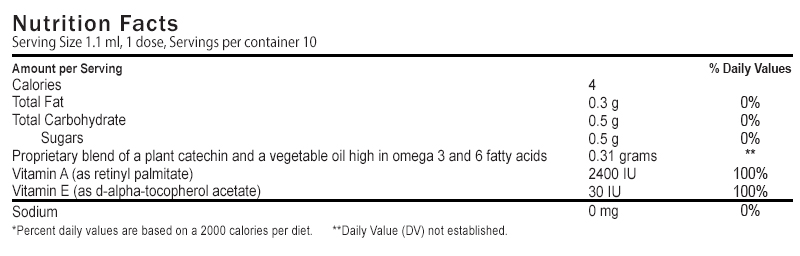 Nutrition Facts
Serving Size 1.1 ml, 1 dose, Servings per container 10
Amount per Serving % Daily Values
Calories 4
Total Fat 0.3 g 0%
Total Carbohydrate 0.5 g 0%
Sugars 0.5 g 0%
Proprietary blend of a plant catechin and a vegetable oil high in omega 3 and 6 fatty acids 0.31 grams **
Vitamin A (as retinyl palmitate) 2400 IU 100%
Vitamin E (as d-alpha-tocopherol acetate) 30 IU 100%
Sodium 0 mg 0%
*Percent daily values are based on a 2000 calories per diet. **Daily Value (DV) not established.